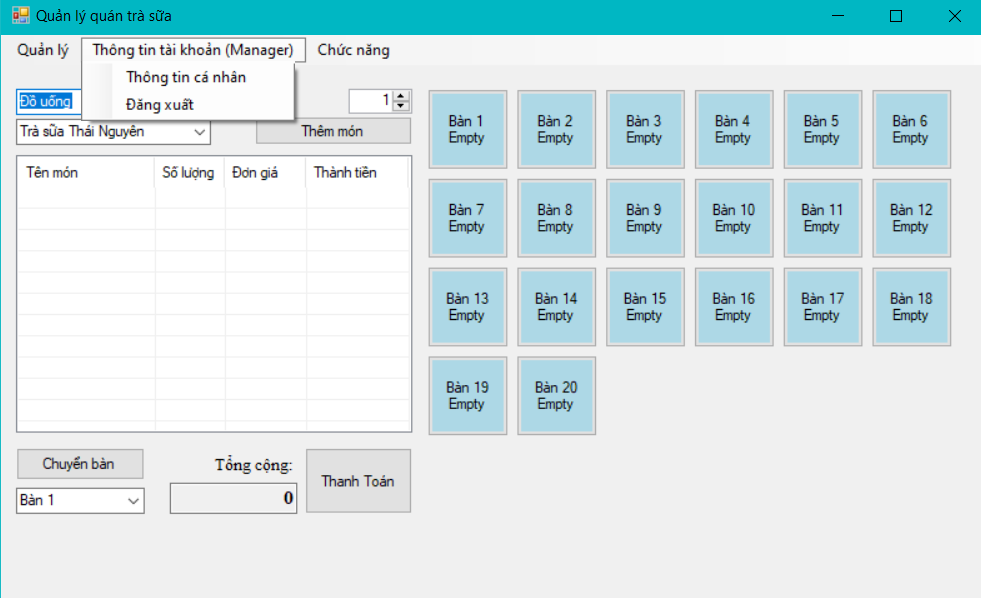 Quản lý quán trà sữa
Quản lý Thông tin tài khoản (Manager) Chức năng
Thông tin cá nhân
Đăng xuất
Đồ uống
1
Trà sữa Thái Nguyên
Thêm món
Tên món Số lượng Đơn giá Thành tiền
Chuyển bàn
Bàn 1
Tổng cộng:
0
Thanh Toán
Bàn 1
Empty
Bàn 2
Empty
Bàn 3
Empty
Bàn 4
Empty
Bàn 5
Empty
Bàn 6
Empty
Bàn 7
Empty
Bàn 8
Empty
Bàn 9
Empty
Bàn 10
Empty
Bàn 11
Empty
Bàn 12
Empty
Bàn 13
Empty
Bàn 14
Empty
Bàn 15
Empty
Bàn 16
Empty
Bàn 17
Empty
Bàn 18
Empty
Bàn 19
Empty
Bàn 20
Empty